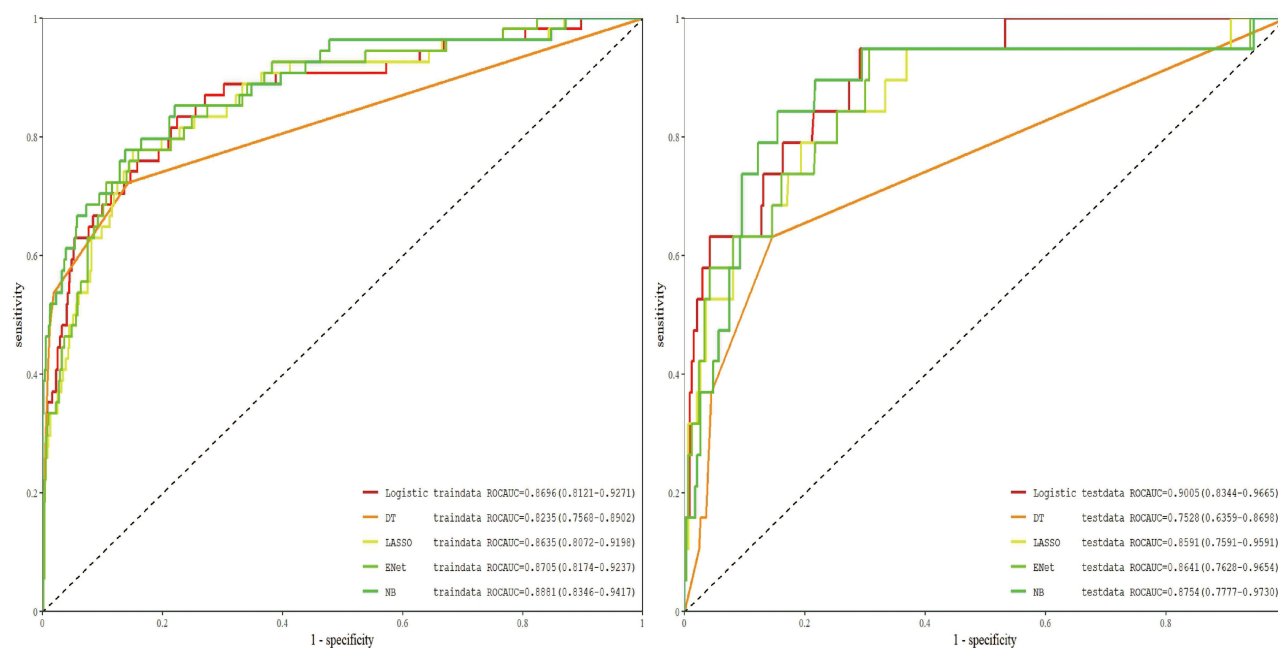 1
0.8
0.6
0.4
0.2
0
sensitivity
0
0.2
0.4
0.6
0.8
1
1 - specificity
Logistic traindata ROCAUC=0.8696(0.8121-0.9271)
DT traindata ROCAUC=0.8235(0.7568-0.8902)
LASSO traindata ROCAUC=0.8635(0.8072-0.9198)
ENet traindata ROCAUC=0.8705(0.8174-0.9237)
NB traindata ROCAUC=0.8881(0.8346-0.9417)
1
0.8
0.6
0.4
0.2
0
sensitivity
0
0.2
0.4
0.6
0.8
1 - specificity
Logistic testdata ROCAUC=0.9005(0.8344-0.9665)
DT testdata ROCAUC=0.7528(0.6359-0.8698)
LASSO testdata ROCAUC=0.8591(0.7591-0.9591)
ENet testdata ROCAUC=0.8641(0.7628-0.9654)
NB testdata ROCAUC=0.8754(0.7777-0.9730)